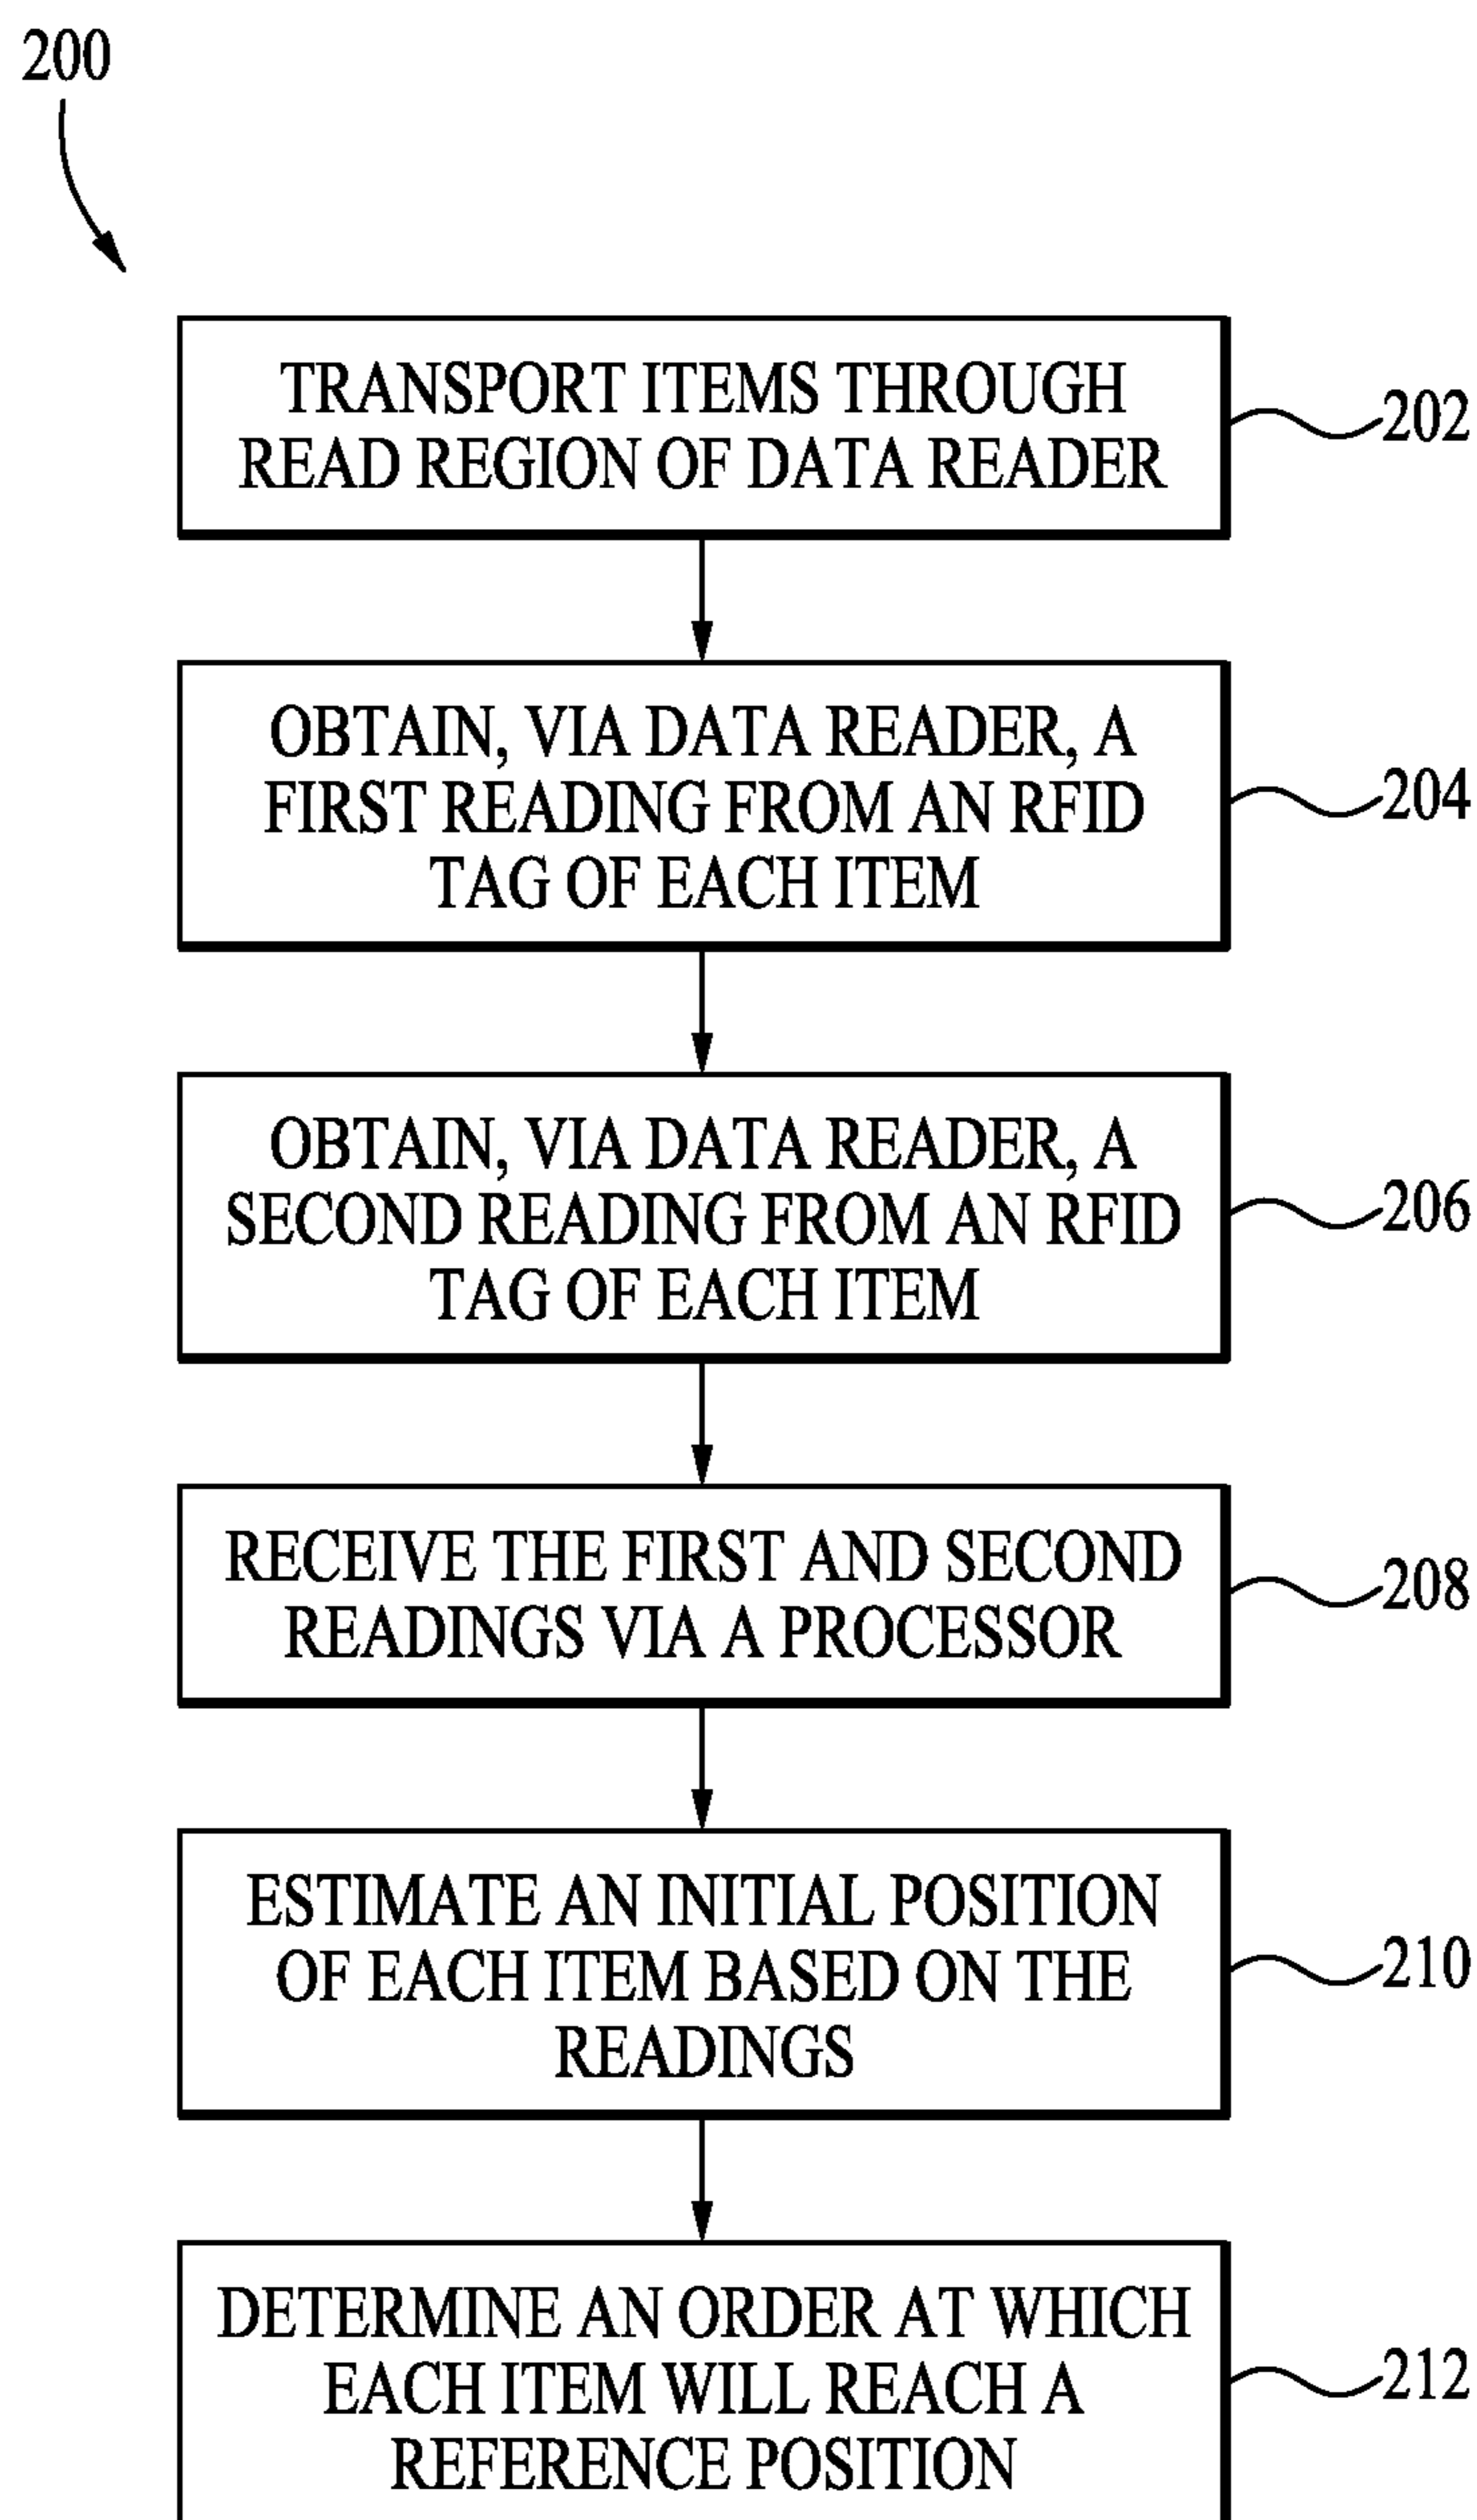 200
TRANSPORT ITEMS THROUGH
READ REGION OF DATA READER
202
OBTAIN, VIA DATA READER, A
FIRST READING FROM AN RFID
TAG OF EACH ITEM
204
OBTAIN, VIA DATA READER, A
SECOND READING FROM AN RFID
TAG OF EACH ITEM
206
RECEIVE THE FIRST AND SECOND
READINGS VIA A PROCESSOR
208
ESTIMATE AN INITIAL POSITION
OF EACH ITEM BASED ON THE
READINGS
210
DETERMINE AN ORDER AT WHICH
EACH ITEM WILL REACH A
REFERENCE POSITION
212